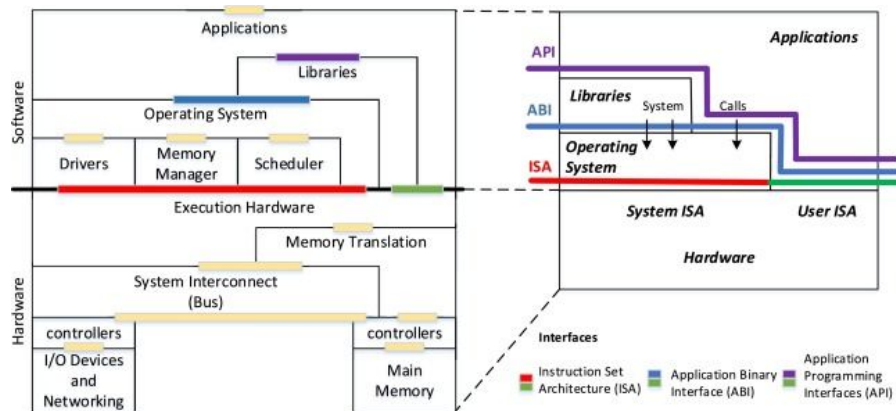 Applications
Libraries
Operating System
Software
Drivers
Memory
Manager
Scheduler
Execution Hardware
Memory Translation
System Interconnect
(Bus)
Hardware
controllers
controllers
I/O Devices
and
Networking
Main
Memory
API
Applications
Libraries
System
Calls
ABI
Operating
System
ISA
System ISA
User ISA
Hardware
Interfaces
Instruction Set
Architecture (ISA)
Application Binary
Interface (ABI)
Application
Programming
Interfaces (API)